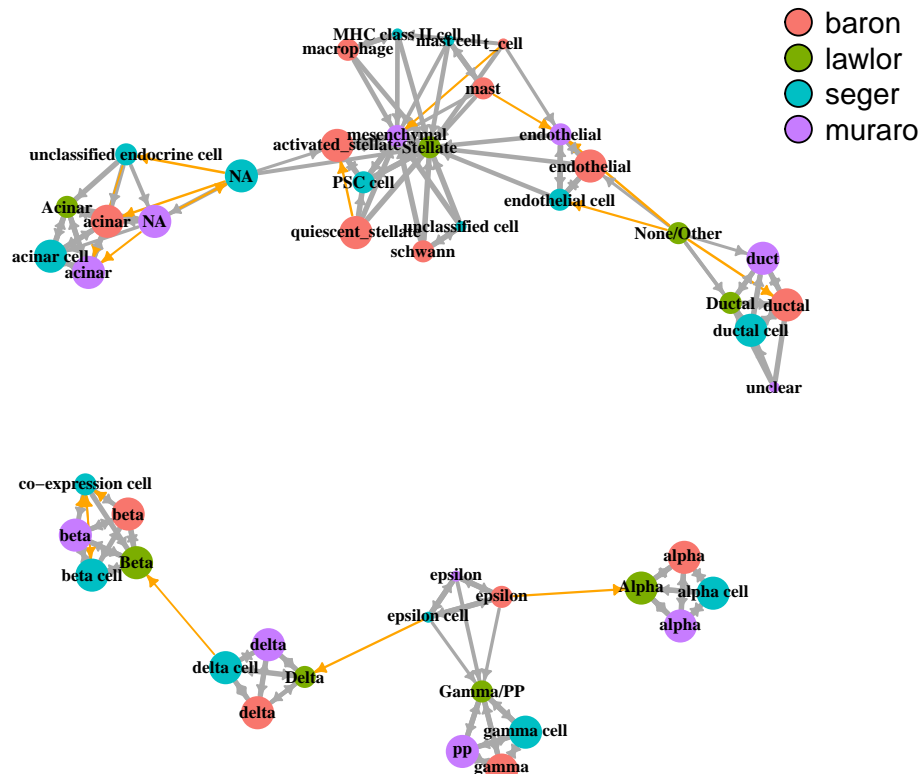 baron
lawlor
seger
muraro
MHC class II cell
macrophage
mast cell
t_cell
mast
mesenchymal
endothelial
activated_stellate
Stellate
unclassified endocrine cell
endothelial
NA
PSC cell
endothelial cell
Acinar
acinar
NA
quiescent_stellate
unclassified cell
None/Other
schwann
acinar cell
acinar
duct
Ductal
ductal
ductal cell
unclear
co−expression cell
beta
beta
Beta
beta cell
alpha
epsilon
Alpha
alpha cell
epsilon
epsilon cell
alpha
delta
delta cell
Delta
delta
Gamma/PP
gamma cell
pp
gamma